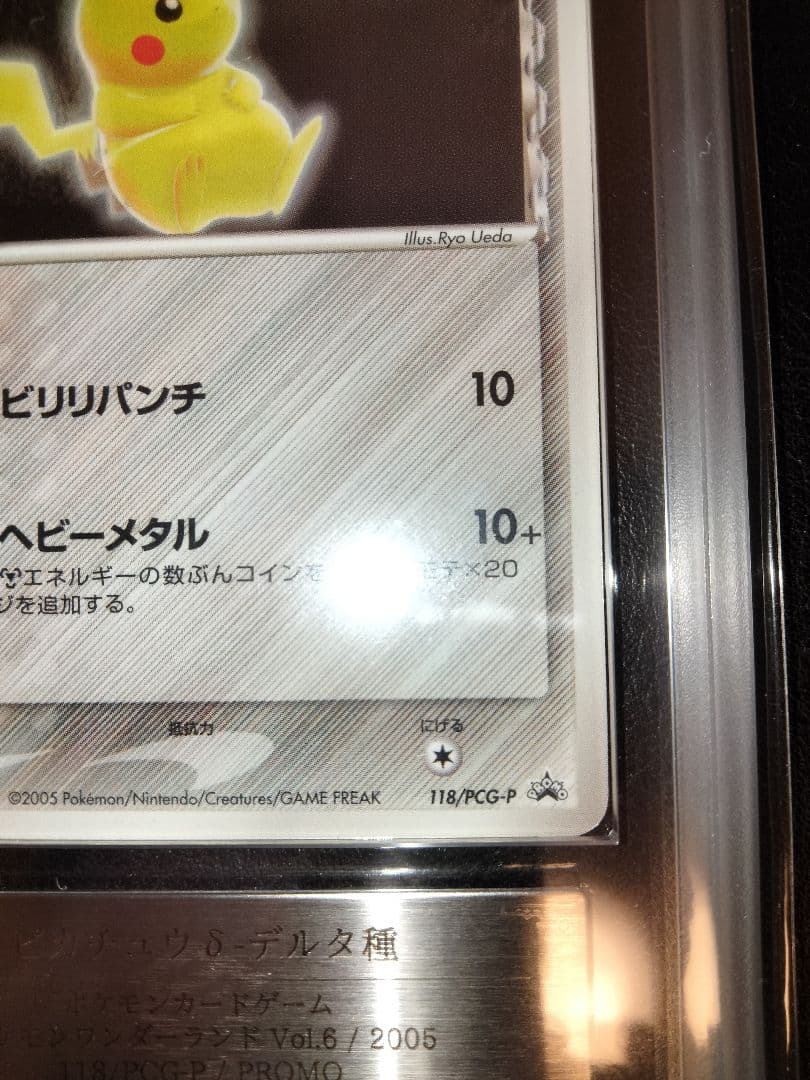 Illus.Ryo Ueda
ビリリパンチ 10
ヘビーメタル 10+
エネルギーの数ぶんコインを テ×20
ジを追加する。
抵抗力 にげる
©2005 Pokémon/Nintendo/Creatures/GAME FREAK 118/PCG-P
ピカチュウδ-デルタ種
ポケモンカードゲーム
モンワンダーランド Vol.6 / 2005
118/PCG-P / PROMO